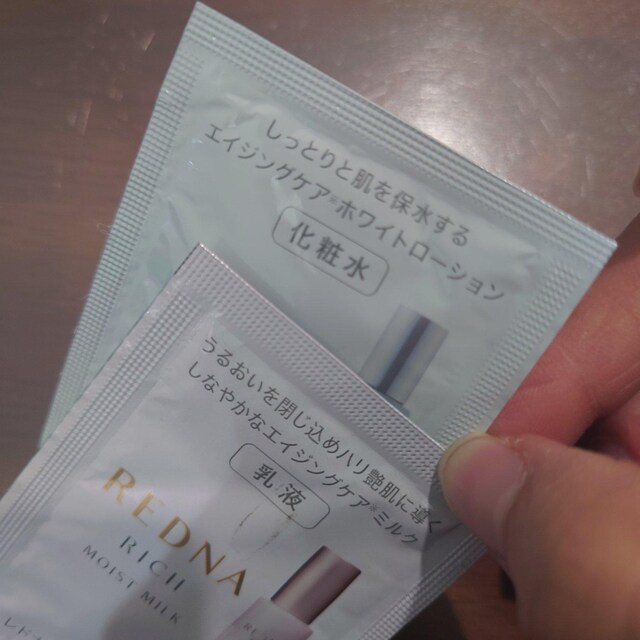 しっとりと肌を保水する
エイジングケア※ホワイトローション
化粧水
うるおいを閉じ込めハリ艶肌に導く
しなやかなエイジングケア※ミルク
乳液
REDNA
RICH
MOIST MILK